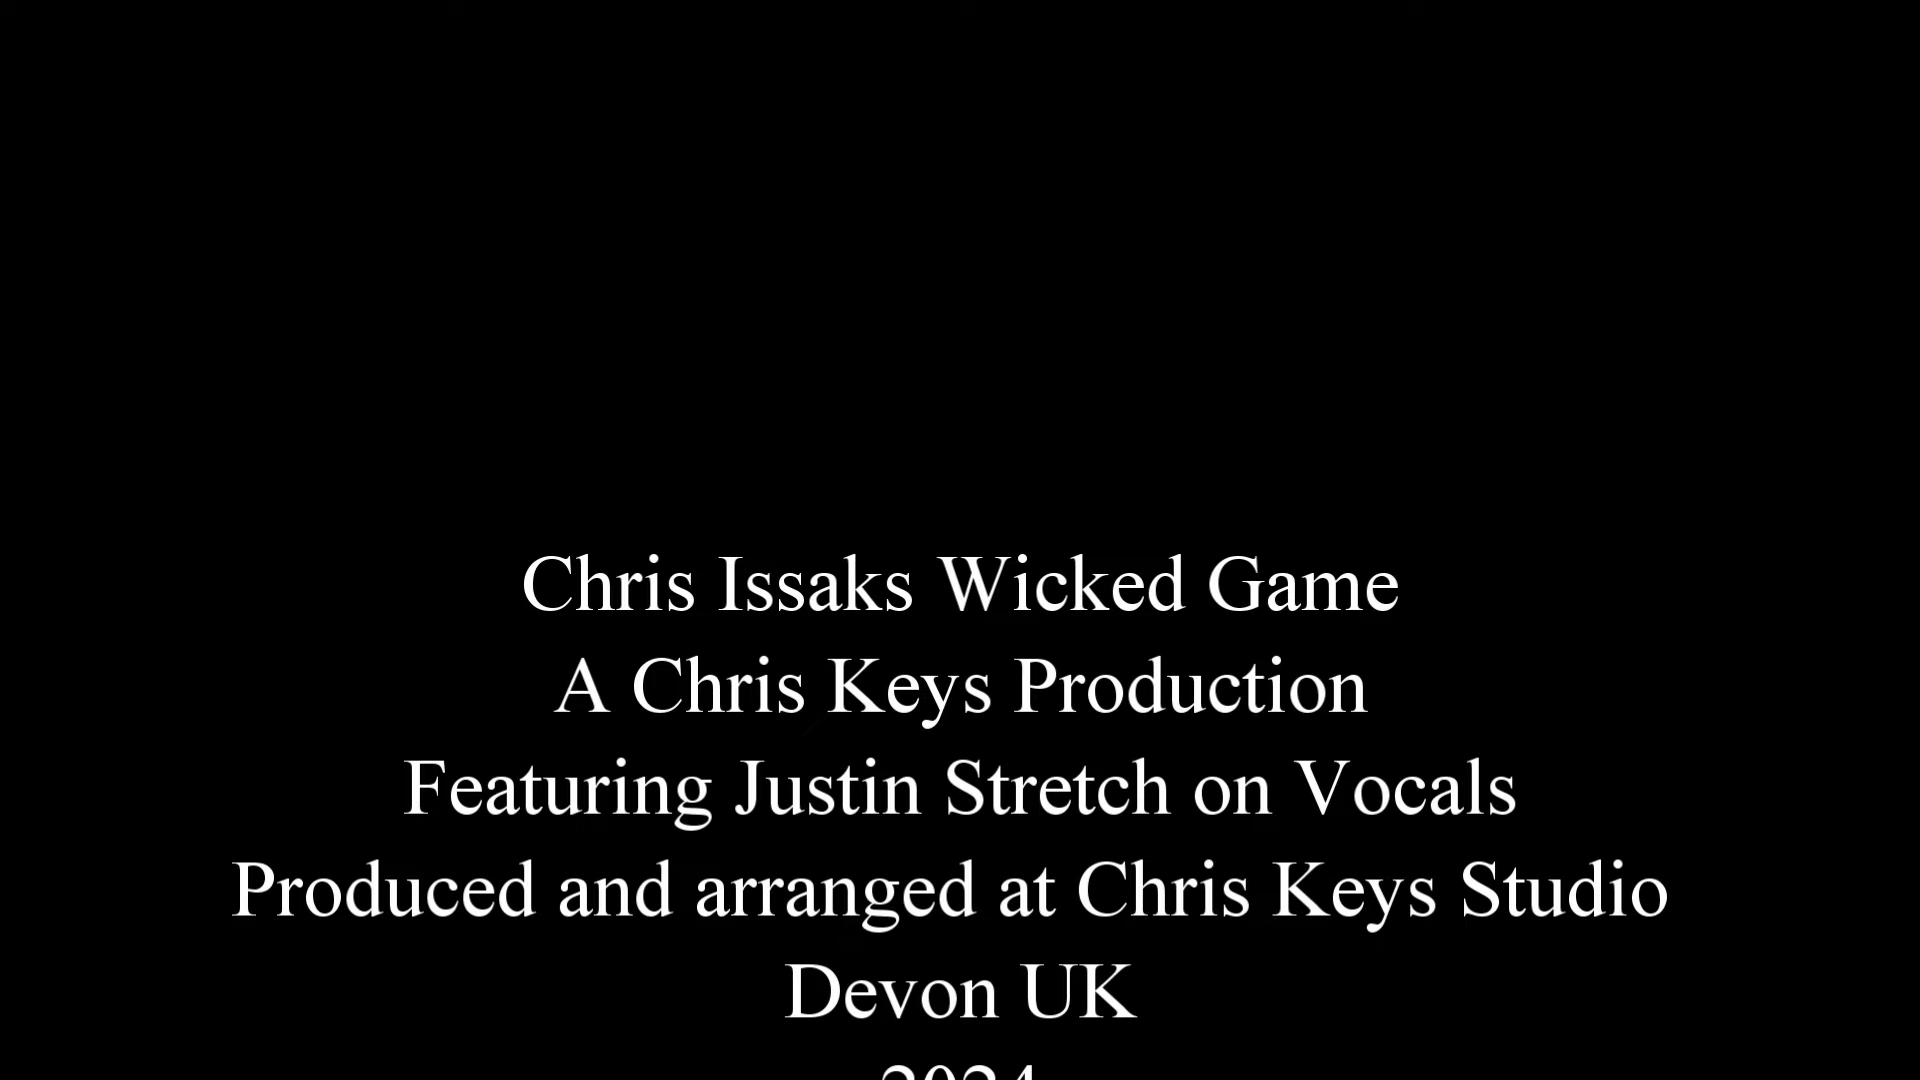 Chris Issaks Wicked Game
A Chris Keys Production
Featuring Justin Stretch on Vocals
Produced and arranged at Chris Keys Studio
Devon UK
2024